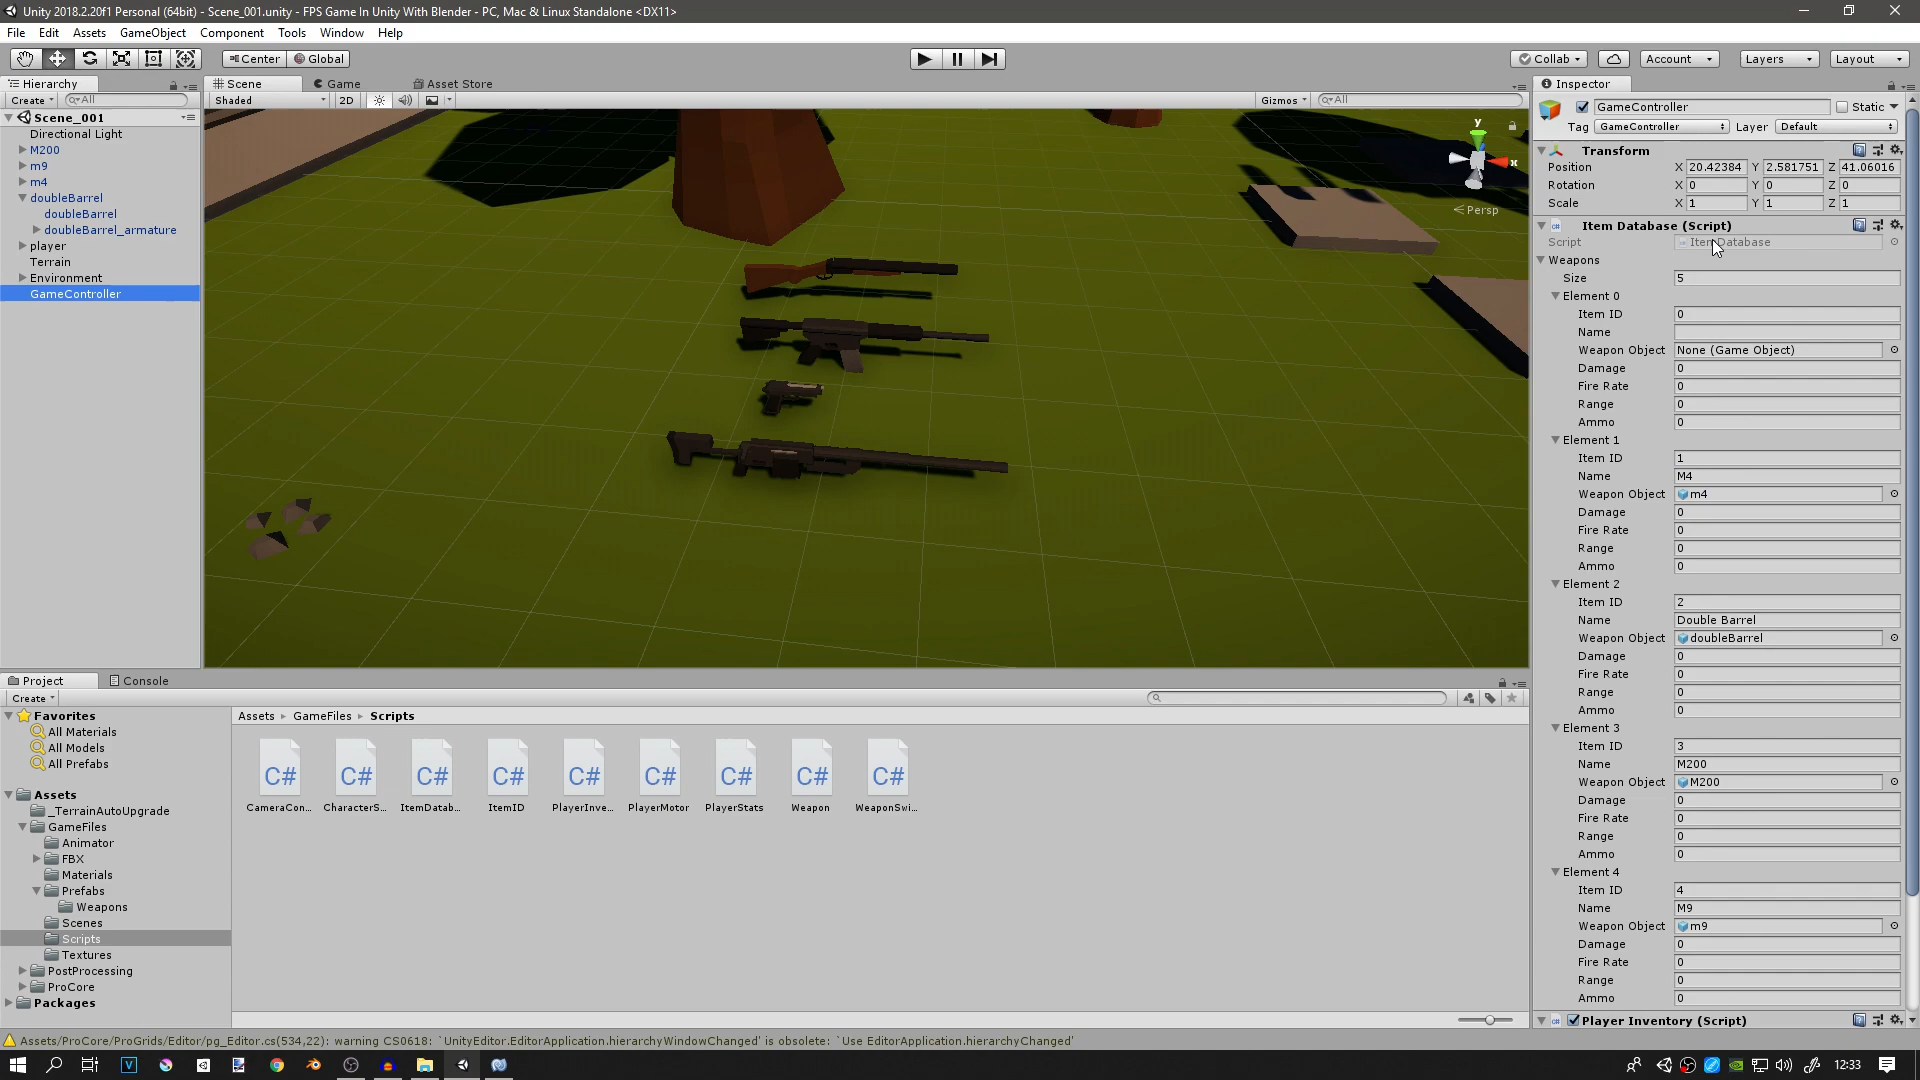 Unity 2018.2.20f1 Personal (64bit) - Scene_001.unity - FPS Game In Unity With Blender - PC, Mac & Linux Standalone <DX11>
File Edit Assets GameObject Component Tools Window Help
Center Global Collab Account Layers Layout
Hierarchy
Create All
Scene_001
Directional Light
M200
m9
m4
doubleBarrel
doubleBarrel
doubleBarrel_armature
player
Terrain
Environment
GameController
Scene Game Asset Store
Shaded 2D Gizmos All
y
x
Persp
Inspector
GameController Static
Tag GameController Layer Default
Transform
Position X 20.42384 Y 2.581751 Z 41.06016
Rotation X 0 Y 0 Z 0
Scale X 1 Y 1 Z 1
Item Database (Script)
Script ItemDatabase
Weapons
Size 5
Element 0
Item ID 0
Name
Weapon Object None (Game Object)
Damage 0
Fire Rate 0
Range 0
Ammo 0
Element 1
Item ID 1
Name M4
Weapon Object m4
Damage 0
Fire Rate 0
Range 0
Ammo 0
Element 2
Item ID 2
Name Double Barrel
Weapon Object doubleBarrel
Damage 0
Fire Rate 0
Range 0
Ammo 0
Element 3
Item ID 3
Name M200
Weapon Object M200
Damage 0
Fire Rate 0
Range 0
Ammo 0
Element 4
Item ID 4
Name M9
Weapon Object m9
Damage 0
Fire Rate 0
Range 0
Ammo 0
Player Inventory (Script)
Project Console
Create
Favorites
All Materials
All Models
All Prefabs
Assets
_TerrainAutoUpgrade
GameFiles
Animator
FBX
Materials
Prefabs
Weapons
Scenes
Scripts
Textures
PostProcessing
ProCore
Packages
Assets GameFiles Scripts
C# C# C# C# C# C# C# C# C#
CameraCon... CharacterS... ItemDatab... ItemID PlayerInve... PlayerMotor PlayerStats Weapon WeaponSwi...
Assets/ProCore/ProGrids/Editor/pg_Editor.cs(534,22): warning CS0618: `UnityEditor.EditorApplication.hierarchyWindowChanged' is obsolete: `Use EditorApplication.hierarchyChanged'
12:33